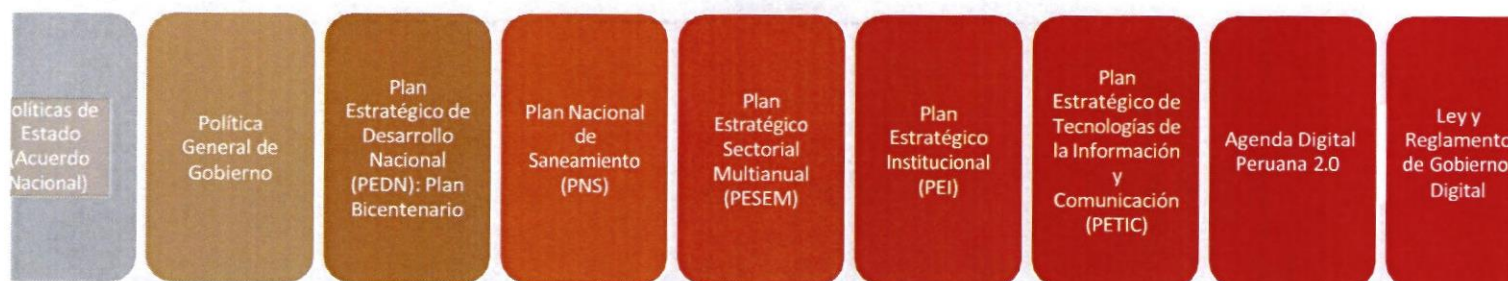 olíticas de
Estado
(Acuerdo
Nacional)
Política
General de
Gobierno
Plan
Estratégico de
Desarrollo
Nacional
(PEDN): Plan
Bicentenario
Plan Nacional
de
Saneamiento
(PNS)
Plan
Estratégico
Sectorial
Multianual
(PESEM)
Plan
Estratégico
Institucional
(PEI)
Plan
Estratégico de
Tecnologías de
la Información
y
Comunicación
(PETIC)
Agenda Digital
Peruana 2.0
Ley y
Reglamento
de Gobierno
Digital